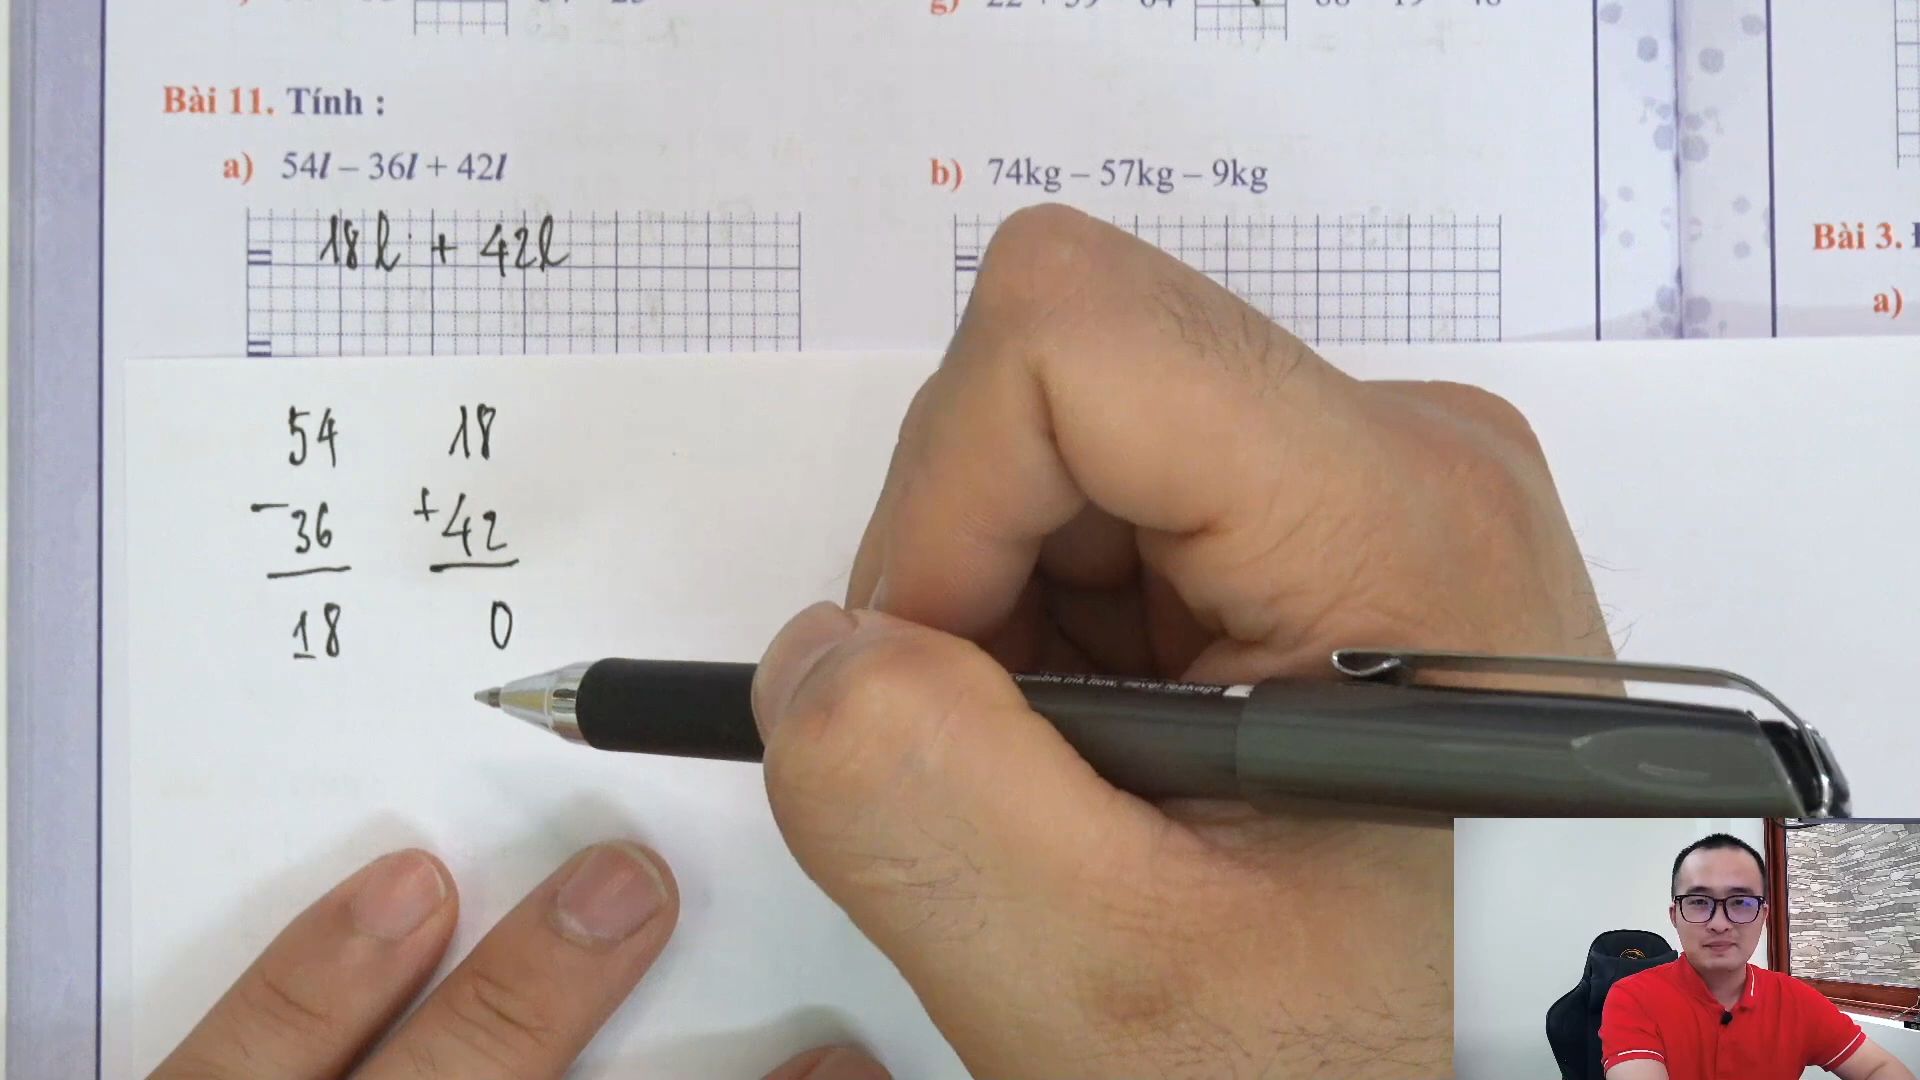 g)
Bài 11. Tính :
a) 54l – 36l + 42l
b) 74kg – 57kg – 9kg
= 18l + 42l
=
=
Bài 3.
a)
54 18
- 36 + 42
18 0